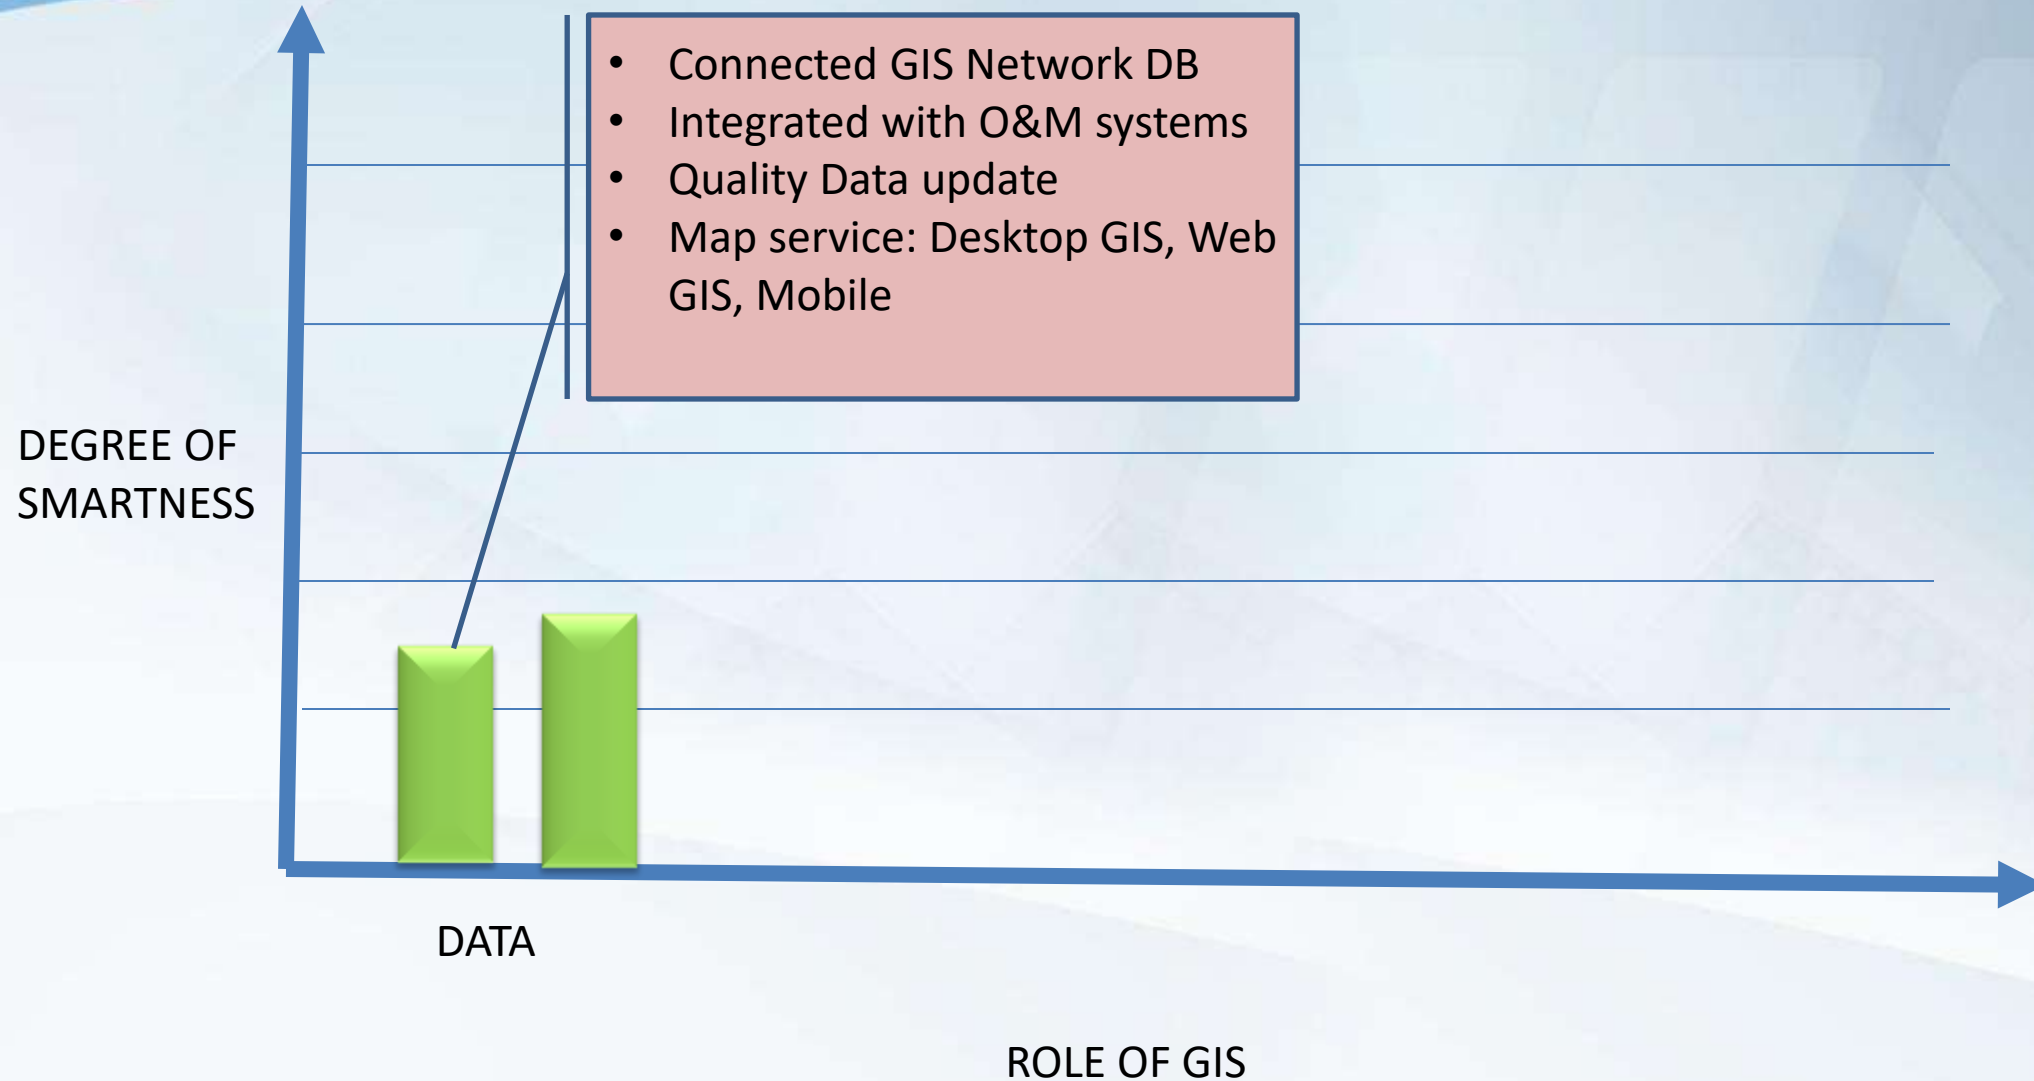 • Connected GIS Network DB
• Integrated with O&M systems
• Quality Data update
• Map service: Desktop GIS, Web
GIS, Mobile
DEGREE OF
SMARTNESS
DATA
ROLE OF GIS